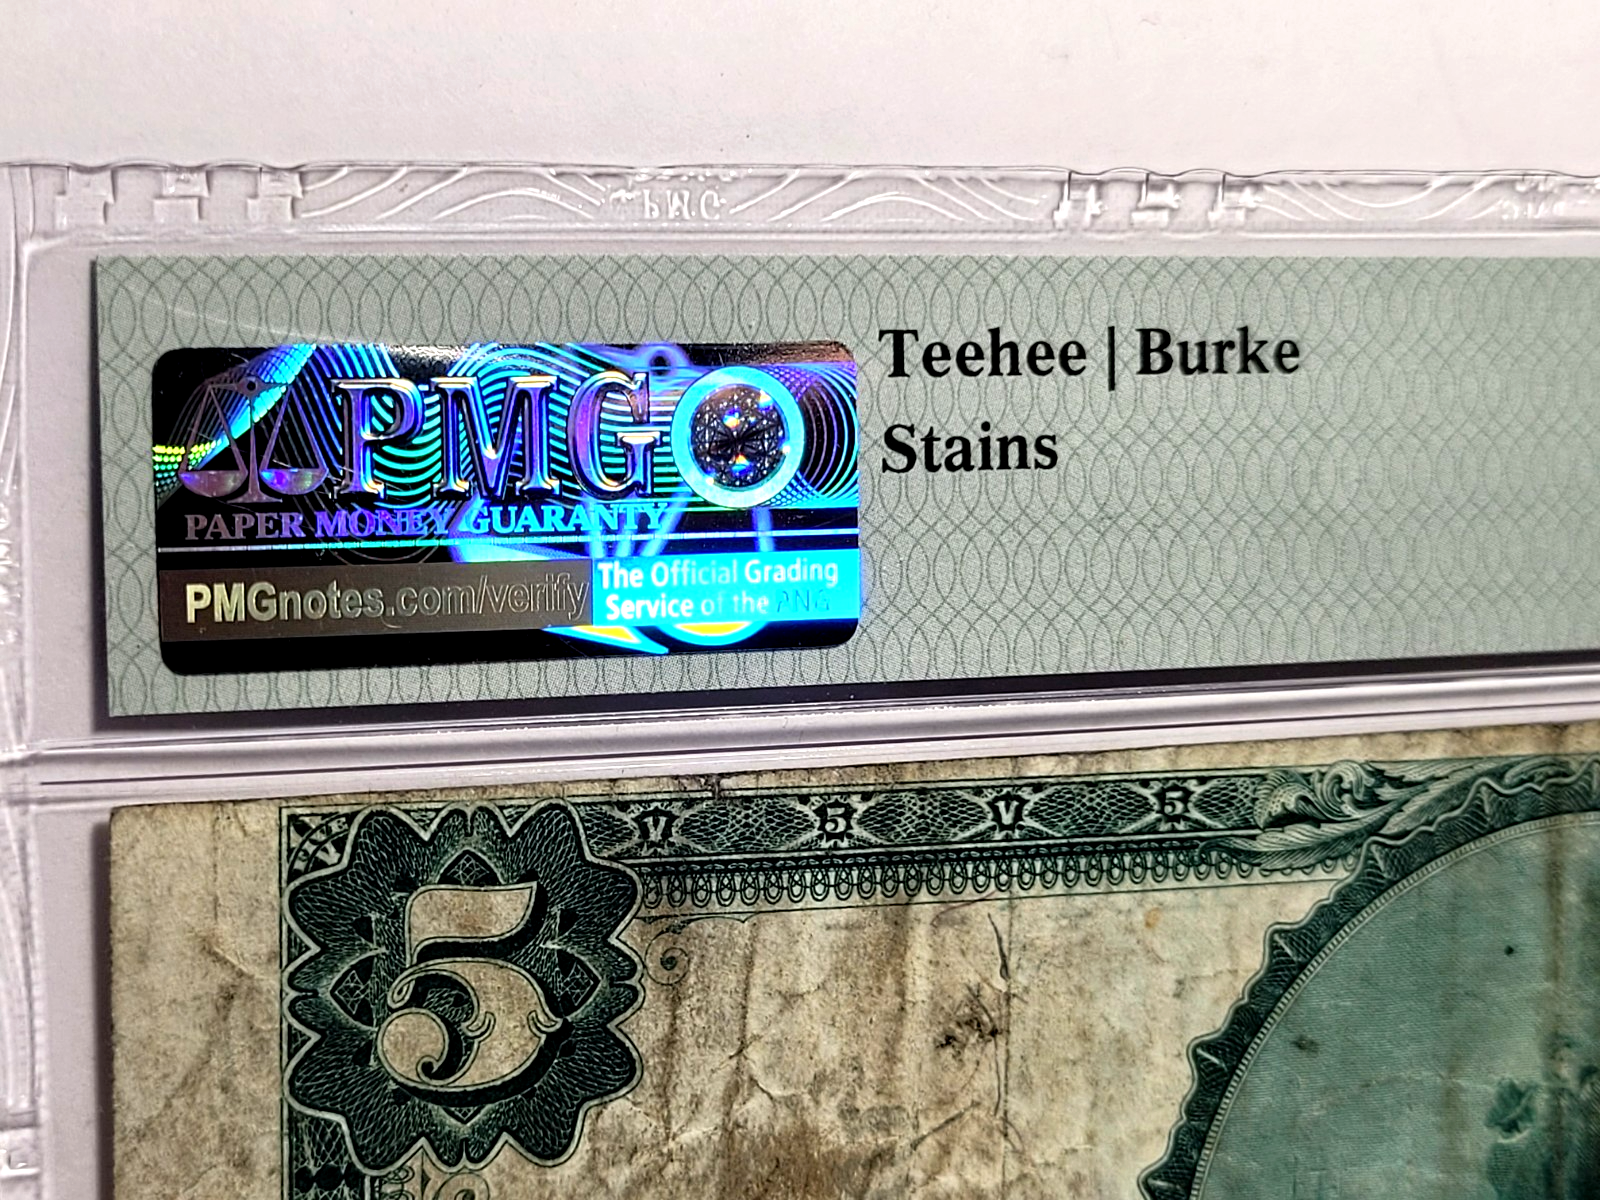 PMG
Teehee | Burke
Stains
PMG
PAPER MONEY GUARANTY
PMGnotes.com/verify
The Official Grading
Service of the PNG
V 5 V 5
5